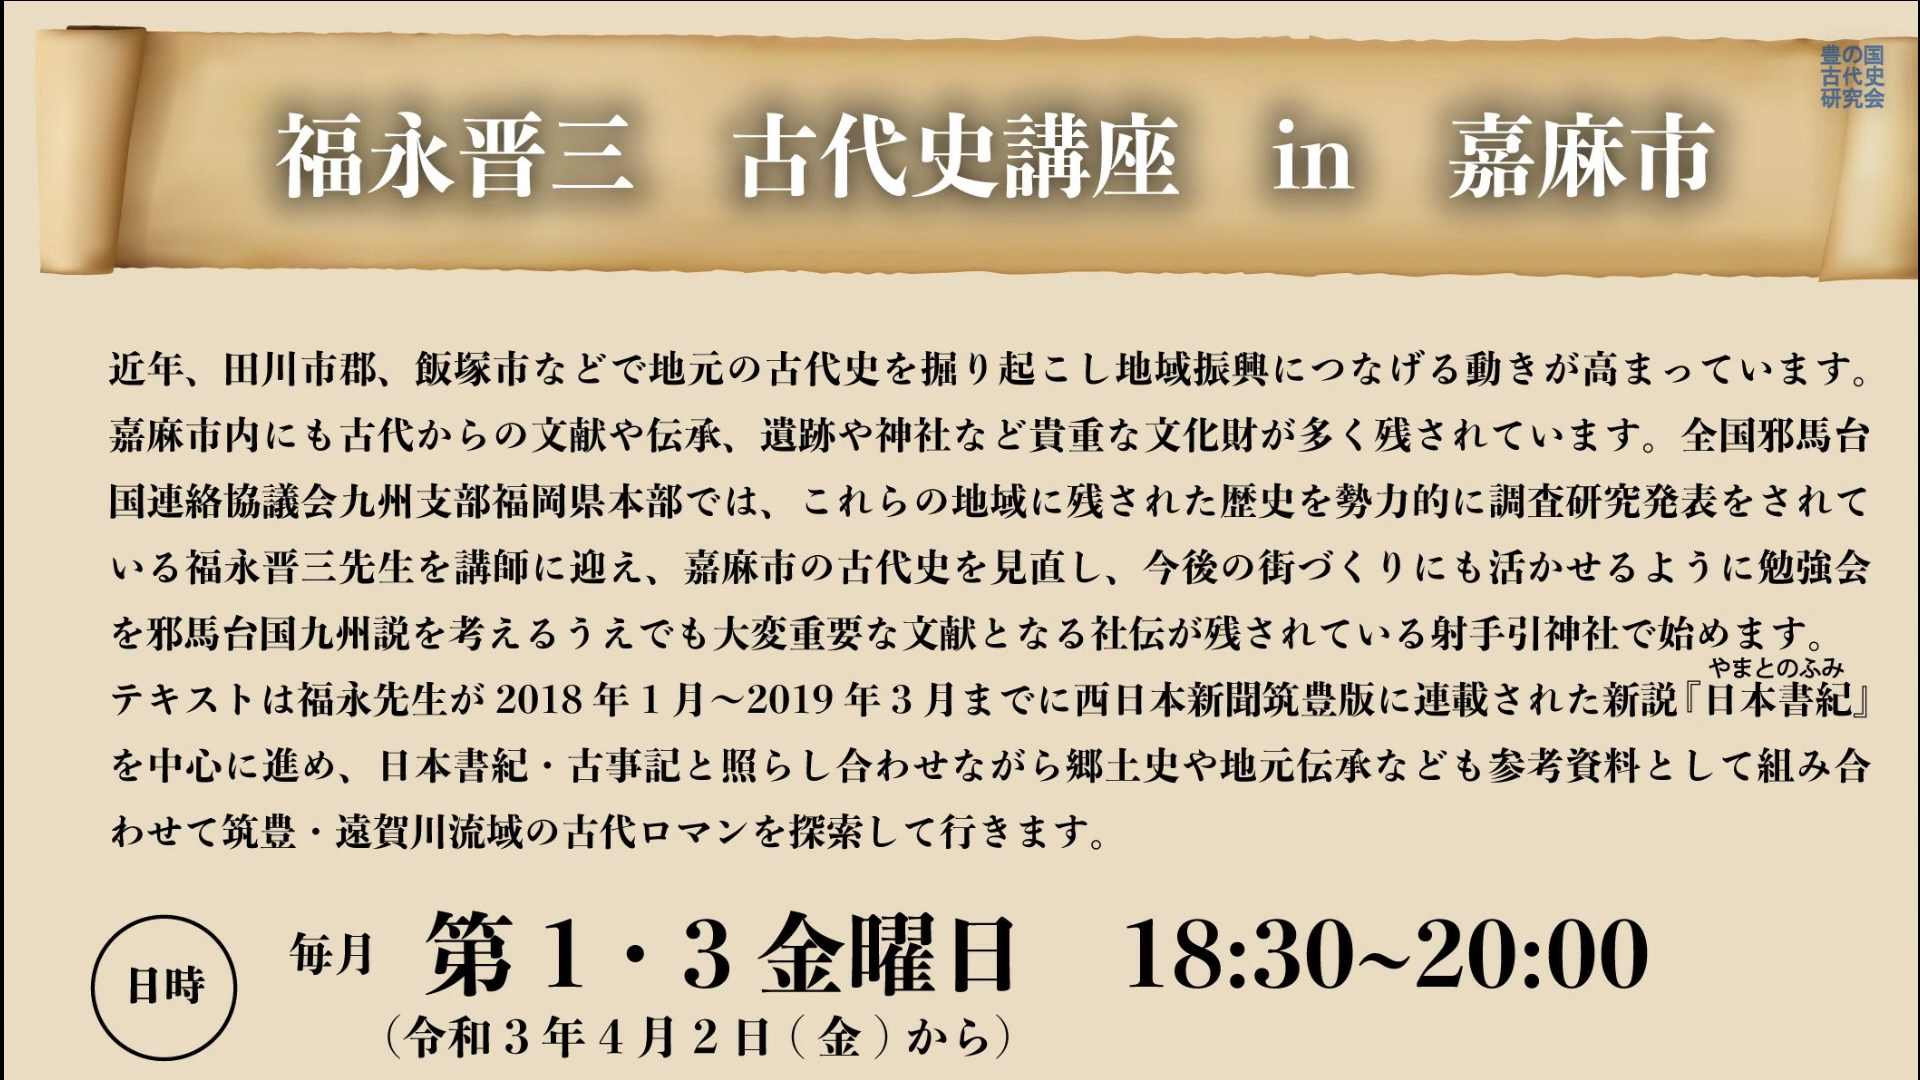 豊の国
古代史
研究会
福永晋三　古代史講座　in　嘉麻市
近年、田川市郡、飯塚市などで地元の古代史を掘り起こし地域振興につなげる動きが高まっています。
嘉麻市内にも古代からの文献や伝承、遺跡や神社など貴重な文化財が多く残されています。全国邪馬台
国連絡協議会九州支部福岡県本部では、これらの地域に残された歴史を勢力的に調査研究発表をされて
いる福永晋三先生を講師に迎え、嘉麻市の古代史を見直し、今後の街づくりにも活かせるように勉強会
を邪馬台国九州説を考えるうえでも大変重要な文献となる社伝が残されている射手引神社で始めます。
やまとのふみ
テキストは福永先生が 2018 年 1 月～2019 年 3 月までに西日本新聞筑豊版に連載された新説『日本書紀』
を中心に進め、日本書紀・古事記と照らし合わせながら郷土史や地元伝承なども参考資料として組み合
わせて筑豊・遠賀川流域の古代ロマンを探索して行きます。
日時　毎月　第 1・3 金曜日　18:30~20:00
（令和 3 年 4 月 2 日（金）から）